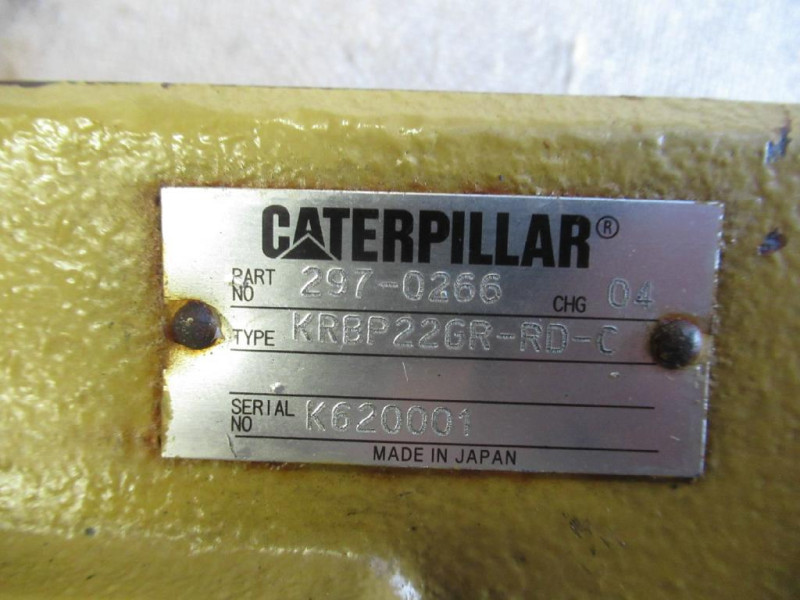 CATERPILLAR®
PART NO 297-0266 CHG 04
TYPE KRBP22GR-RD-C
SERIAL NO K620001
MADE IN JAPAN